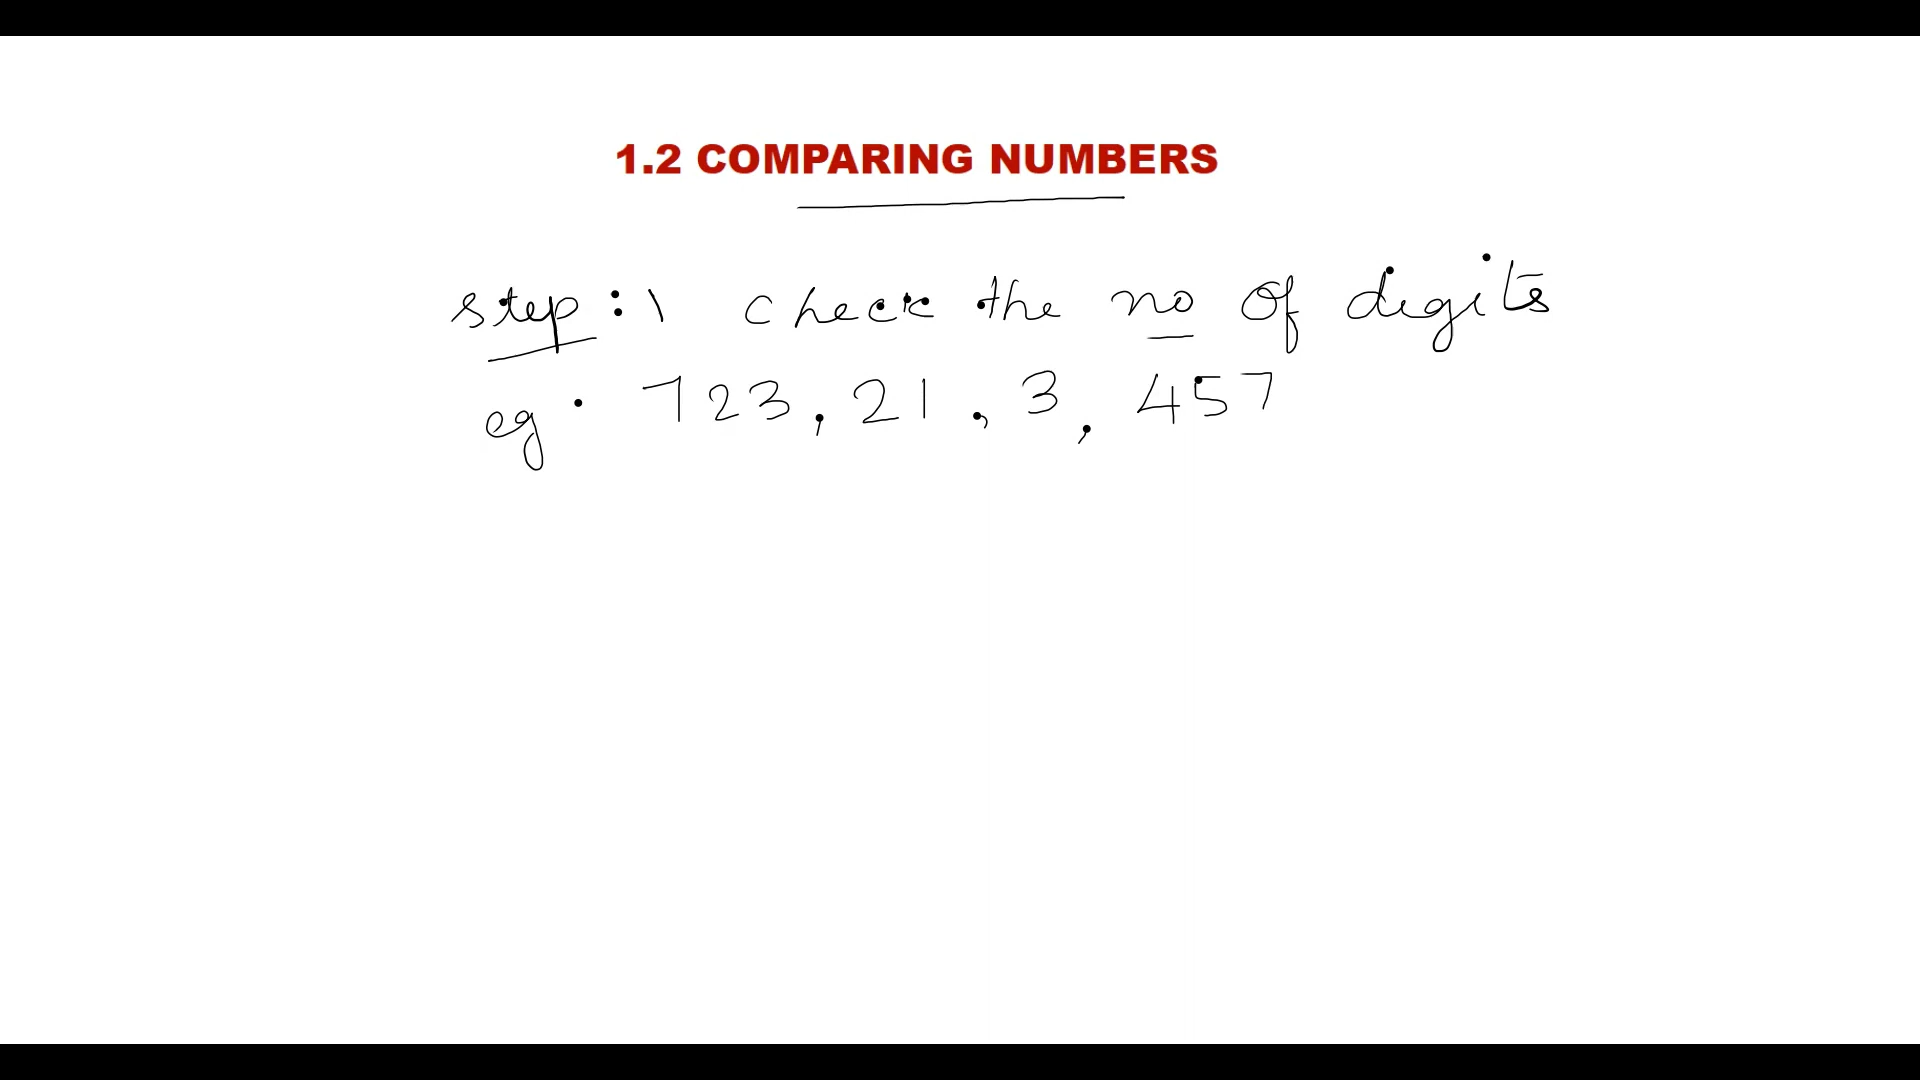 1.2 COMPARING NUMBERS
step : 1 check the no of digits
eg . 723, 21, 3, 457